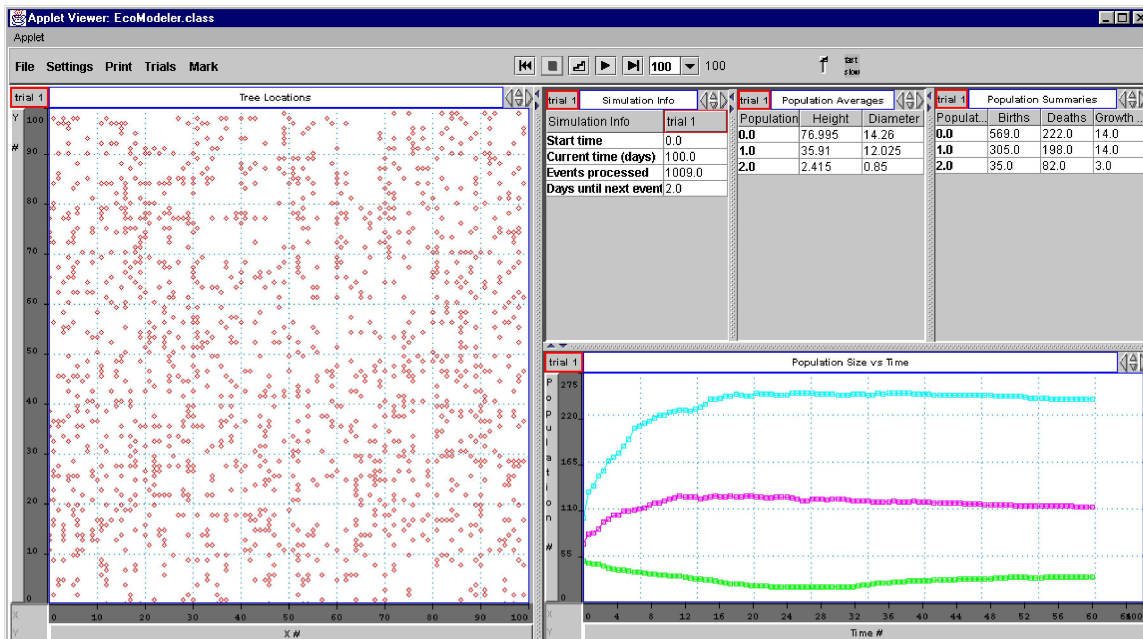 Applet Viewer: EcoModeler.class
Applet
File Settings Print Trials Mark
100 100 fast
slow
trial 1 Tree Locations
Y
#
100
90
80
70
60
50
40
30
20
10
0
X
Y
0 10 20 30 40 50 60 70 80 90 100
X #
trial 1 Simulation Info
Simulation Info trial 1
Start time 0.0
Current time (days) 100.0
Events processed 1009.0
Days until next event 2.0
trial 1 Population Averages
Population Height Diameter
0.0 76.995 14.26
1.0 35.91 12.025
2.0 2.415 0.85
trial 1 Population Summaries
Populat... Births Deaths Growth ...
0.0 569.0 222.0 14.0
1.0 305.0 198.0 14.0
2.0 35.0 82.0 3.0
trial 1 Population Size vs Time
Population #
275
220
165
110
55
0
X
Y
0 4 8 12 16 20 24 28 32 36 40 44 48 52 56 60
Time #